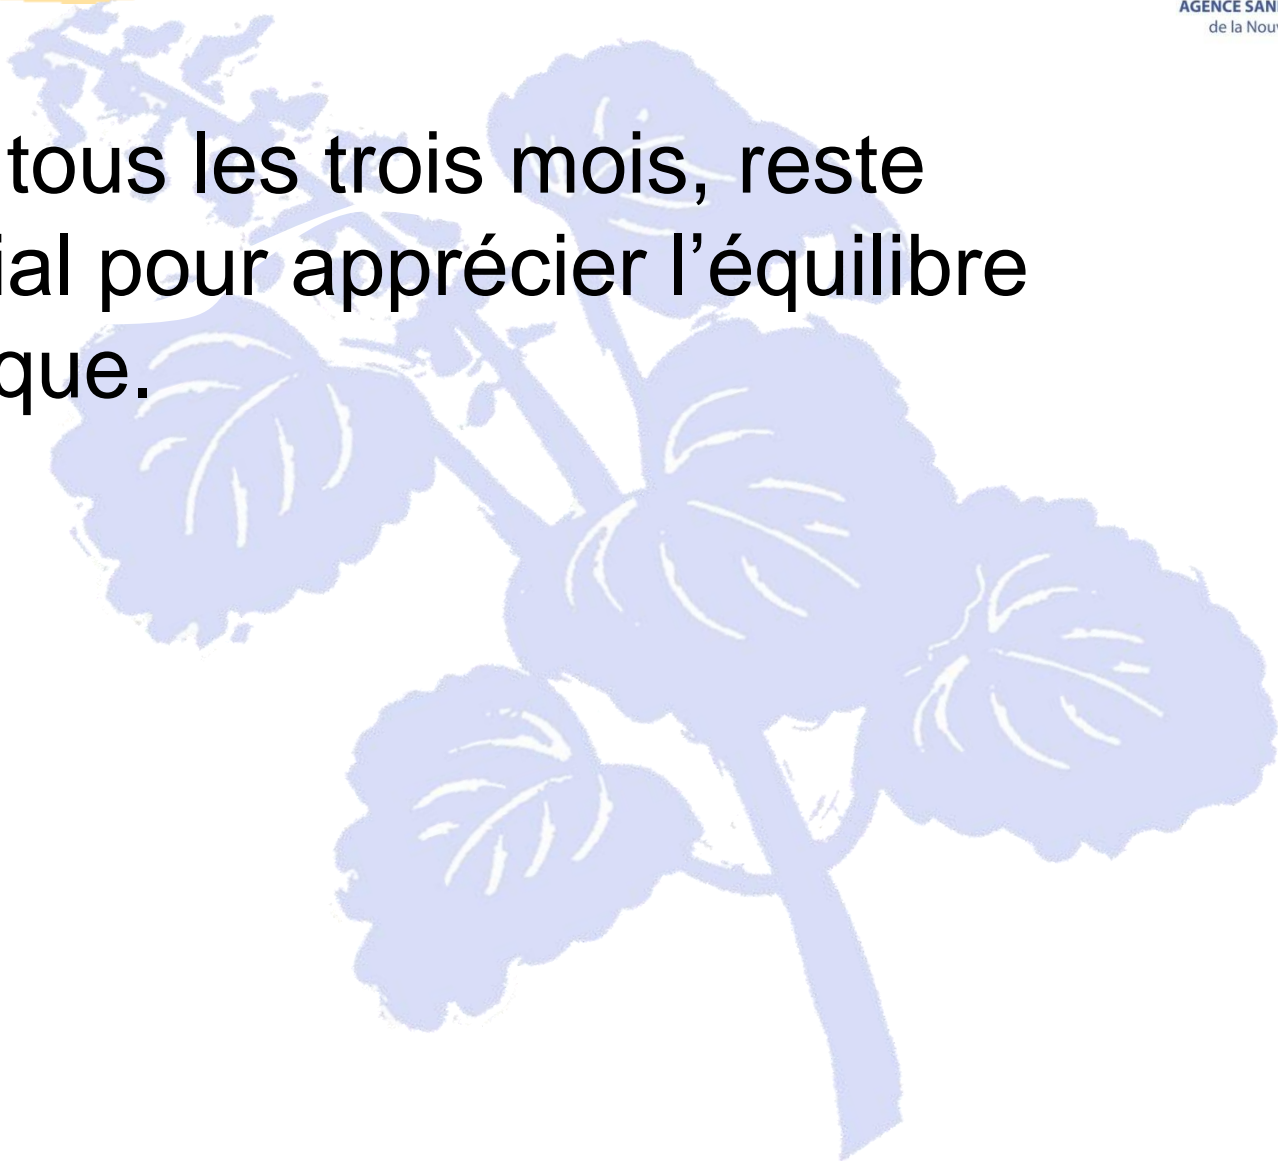 AGENCE SAN
de la Nou
tous les trois mois, reste
ial pour apprécier l’équilibre
que.